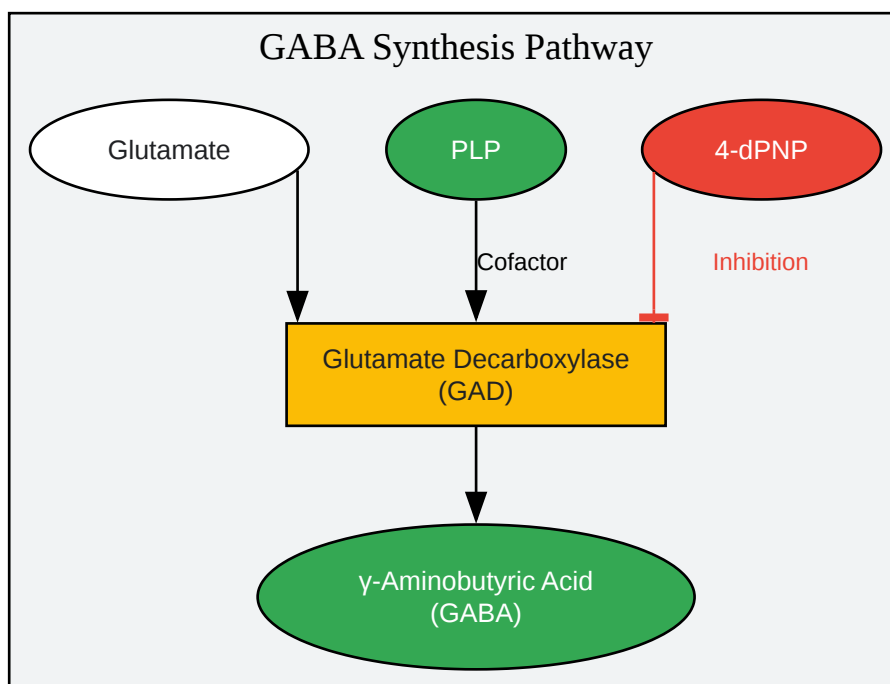 GABA Synthesis Pathway
Glutamate
PLP
4-dPNP
Cofactor
Inhibition
Glutamate Decarboxylase
(GAD)
γ-Aminobutyric Acid
(GABA)